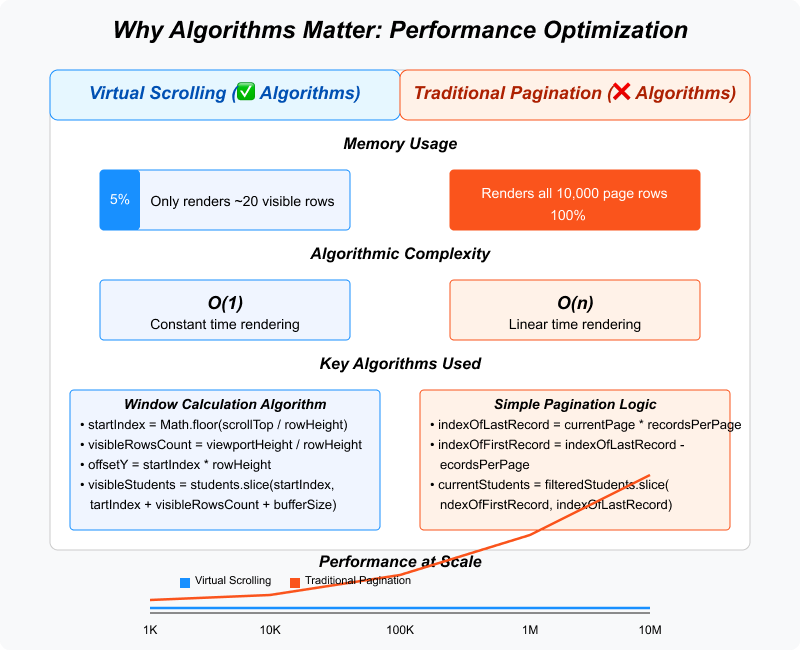 Why Algorithms Matter: Performance Optimization
Virtual Scrolling (✅ Algorithms)
Traditional Pagination (❌ Algorithms)
Memory Usage
5%
Only renders ~20 visible rows
Renders all 10,000 page rows
100%
Algorithmic Complexity
O(1)
Constant time rendering
O(n)
Linear time rendering
Key Algorithms Used
Window Calculation Algorithm
• startIndex = Math.floor(scrollTop / rowHeight)
• visibleRowsCount = viewportHeight / rowHeight
• offsetY = startIndex * rowHeight
• visibleStudents = students.slice(startIndex,
tartIndex + visibleRowsCount + bufferSize)
Simple Pagination Logic
• indexOfLastRecord = currentPage * recordsPerPage
• indexOfFirstRecord = indexOfLastRecord -
ecordsPerPage
• currentStudents = filteredStudents.slice(
ndexOfFirstRecord, indexOfLastRecord)
Performance at Scale
Virtual Scrolling
Traditional Pagination
1K
10K
100K
1M
10M